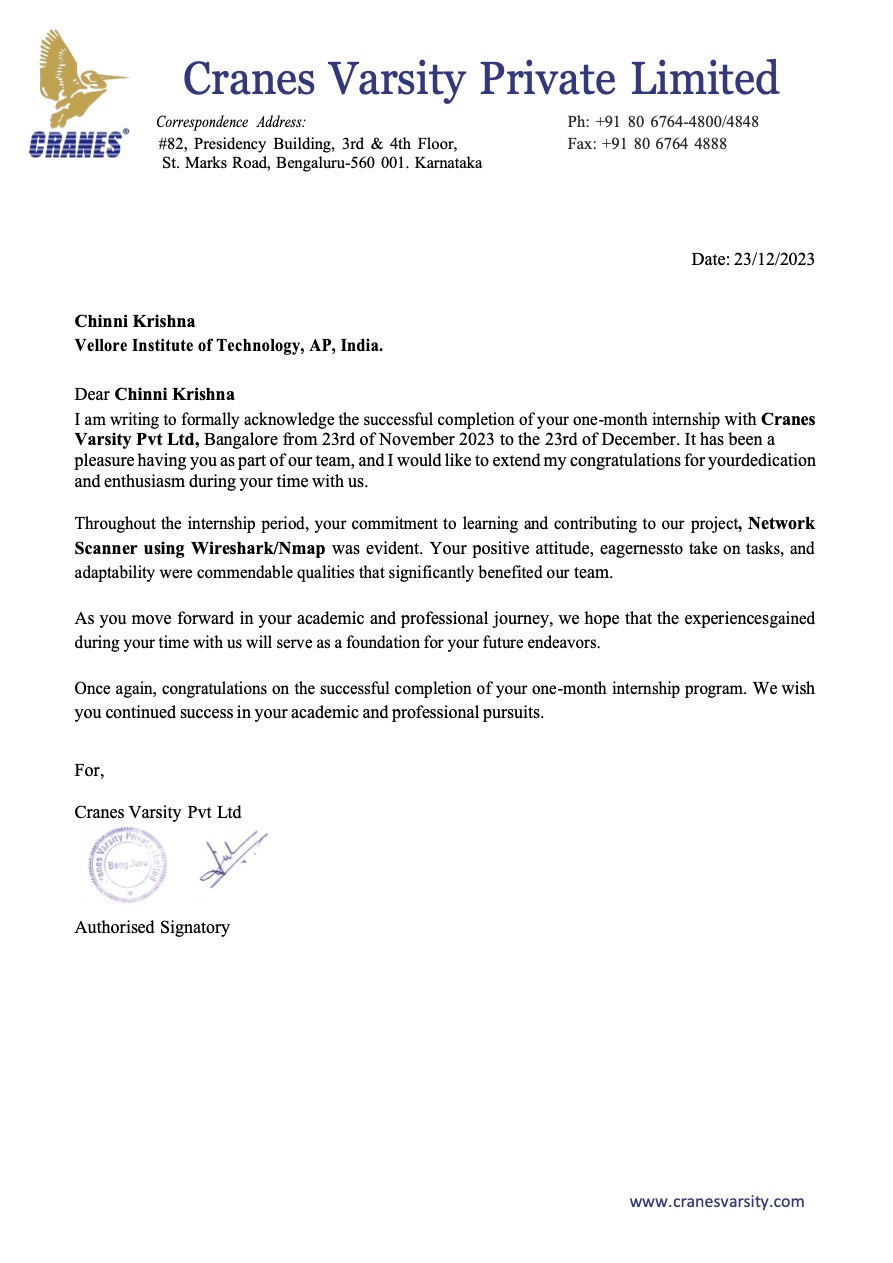 Cranes Varsity Private Limited
CRANES®
Correspondence Address:
#82, Presidency Building, 3rd & 4th Floor,
St. Marks Road, Bengaluru-560 001. Karnataka
Ph: +91 80 6764-4800/4848
Fax: +91 80 6764 4888
Date: 23/12/2023
Chinni Krishna
Vellore Institute of Technology, AP, India.
Dear Chinni Krishna
I am writing to formally acknowledge the successful completion of your one-month internship with Cranes
Varsity Pvt Ltd, Bangalore from 23rd of November 2023 to the 23rd of December. It has been a
pleasure having you as part of our team, and I would like to extend my congratulations for yourdedication
and enthusiasm during your time with us.
Throughout the internship period, your commitment to learning and contributing to our project, Network
Scanner using Wireshark/Nmap was evident. Your positive attitude, eagernessto take on tasks, and
adaptability were commendable qualities that significantly benefited our team.
As you move forward in your academic and professional journey, we hope that the experiencesgained
during your time with us will serve as a foundation for your future endeavors.
Once again, congratulations on the successful completion of your one-month internship program. We wish
you continued success in your academic and professional pursuits.
For,
Cranes Varsity Pvt Ltd
Cranes Varsity Private Limited
Bengaluru
Authorised Signatory
www.cranesvarsity.com